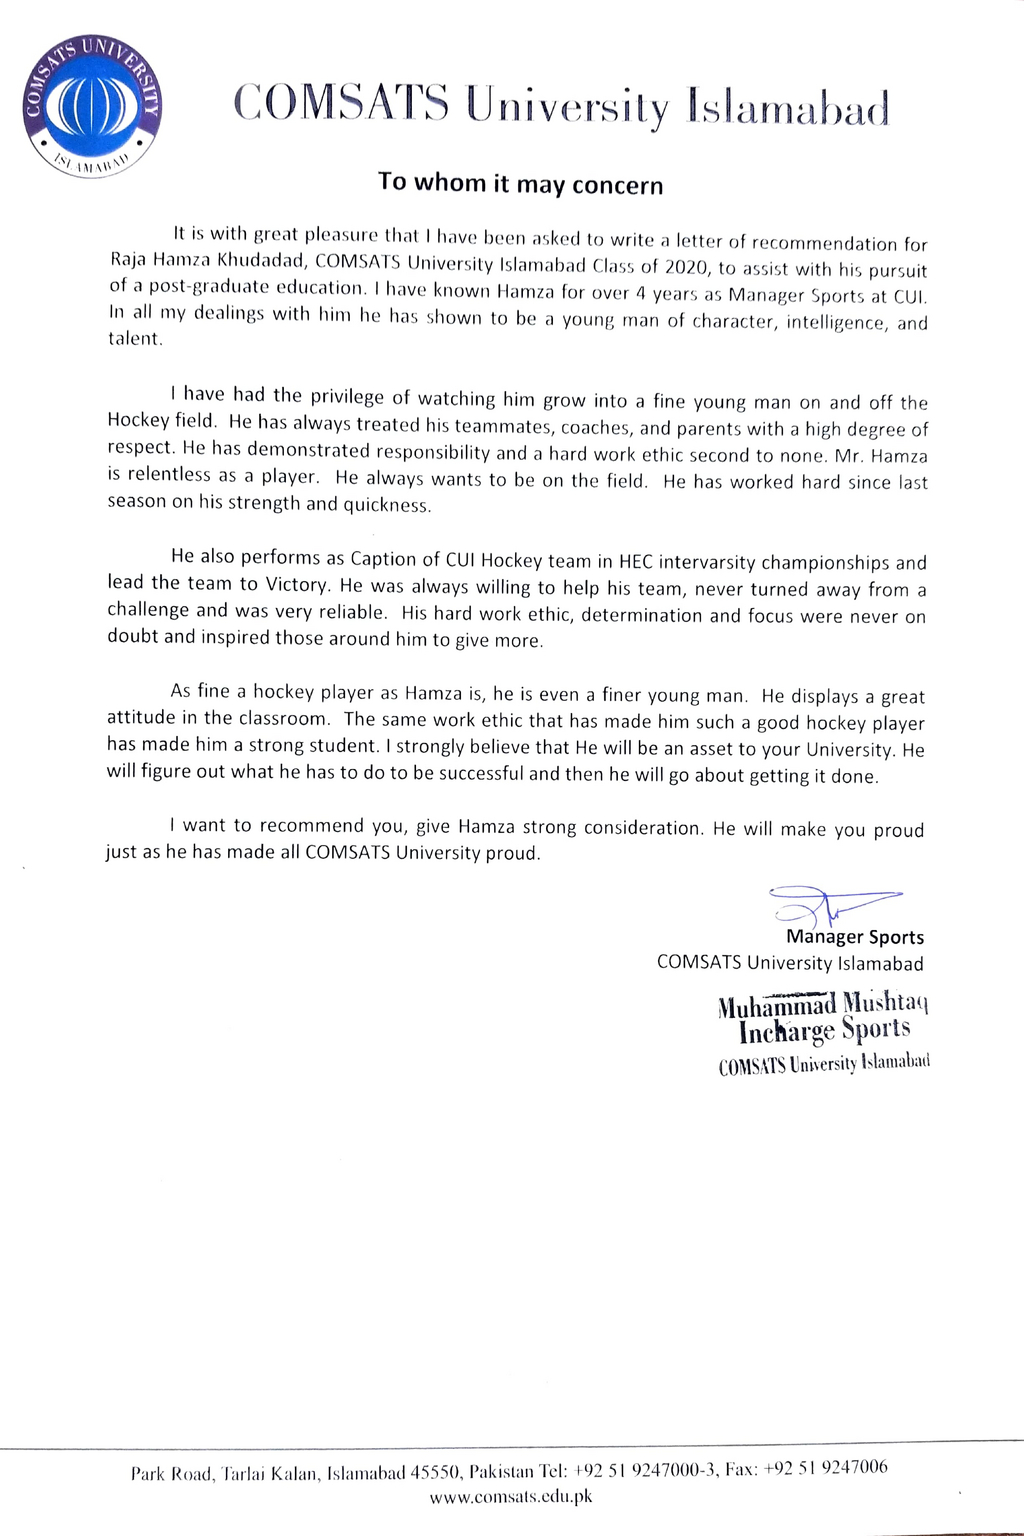 COMSATS UNIVERSITY
ISLAMABAD
COMSATS University Islamabad
To whom it may concern
It is with great pleasure that I have been asked to write a letter of recommendation for
Raja Hamza Khudadad, COMSATS University Islamabad Class of 2020, to assist with his pursuit
of a post-graduate education. I have known Hamza for over 4 years as Manager Sports at CUI.
In all my dealings with him he has shown to be a young man of character, intelligence, and
talent.
I have had the privilege of watching him grow into a fine young man on and off the
Hockey field. He has always treated his teammates, coaches, and parents with a high degree of
respect. He has demonstrated responsibility and a hard work ethic second to none. Mr. Hamza
is relentless as a player. He always wants to be on the field. He has worked hard since last
season on his strength and quickness.
He also performs as Caption of CUI Hockey team in HEC intervarsity championships and
lead the team to Victory. He was always willing to help his team, never turned away from a
challenge and was very reliable. His hard work ethic, determination and focus were never on
doubt and inspired those around him to give more.
As fine a hockey player as Hamza is, he is even a finer young man. He displays a great
attitude in the classroom. The same work ethic that has made him such a good hockey player
has made him a strong student. I strongly believe that He will be an asset to your University. He
will figure out what he has to do to be successful and then he will go about getting it done.
I want to recommend you, give Hamza strong consideration. He will make you proud
just as he has made all COMSATS University proud.
Manager Sports
COMSATS University Islamabad
Muhammad Mushtaq
Incharge Sports
COMSATS University Islamabad
Park Road, Tarlai Kalan, Islamabad 45550, Pakistan Tel: +92 51 9247000-3, Fax: +92 51 9247006
www.comsats.edu.pk